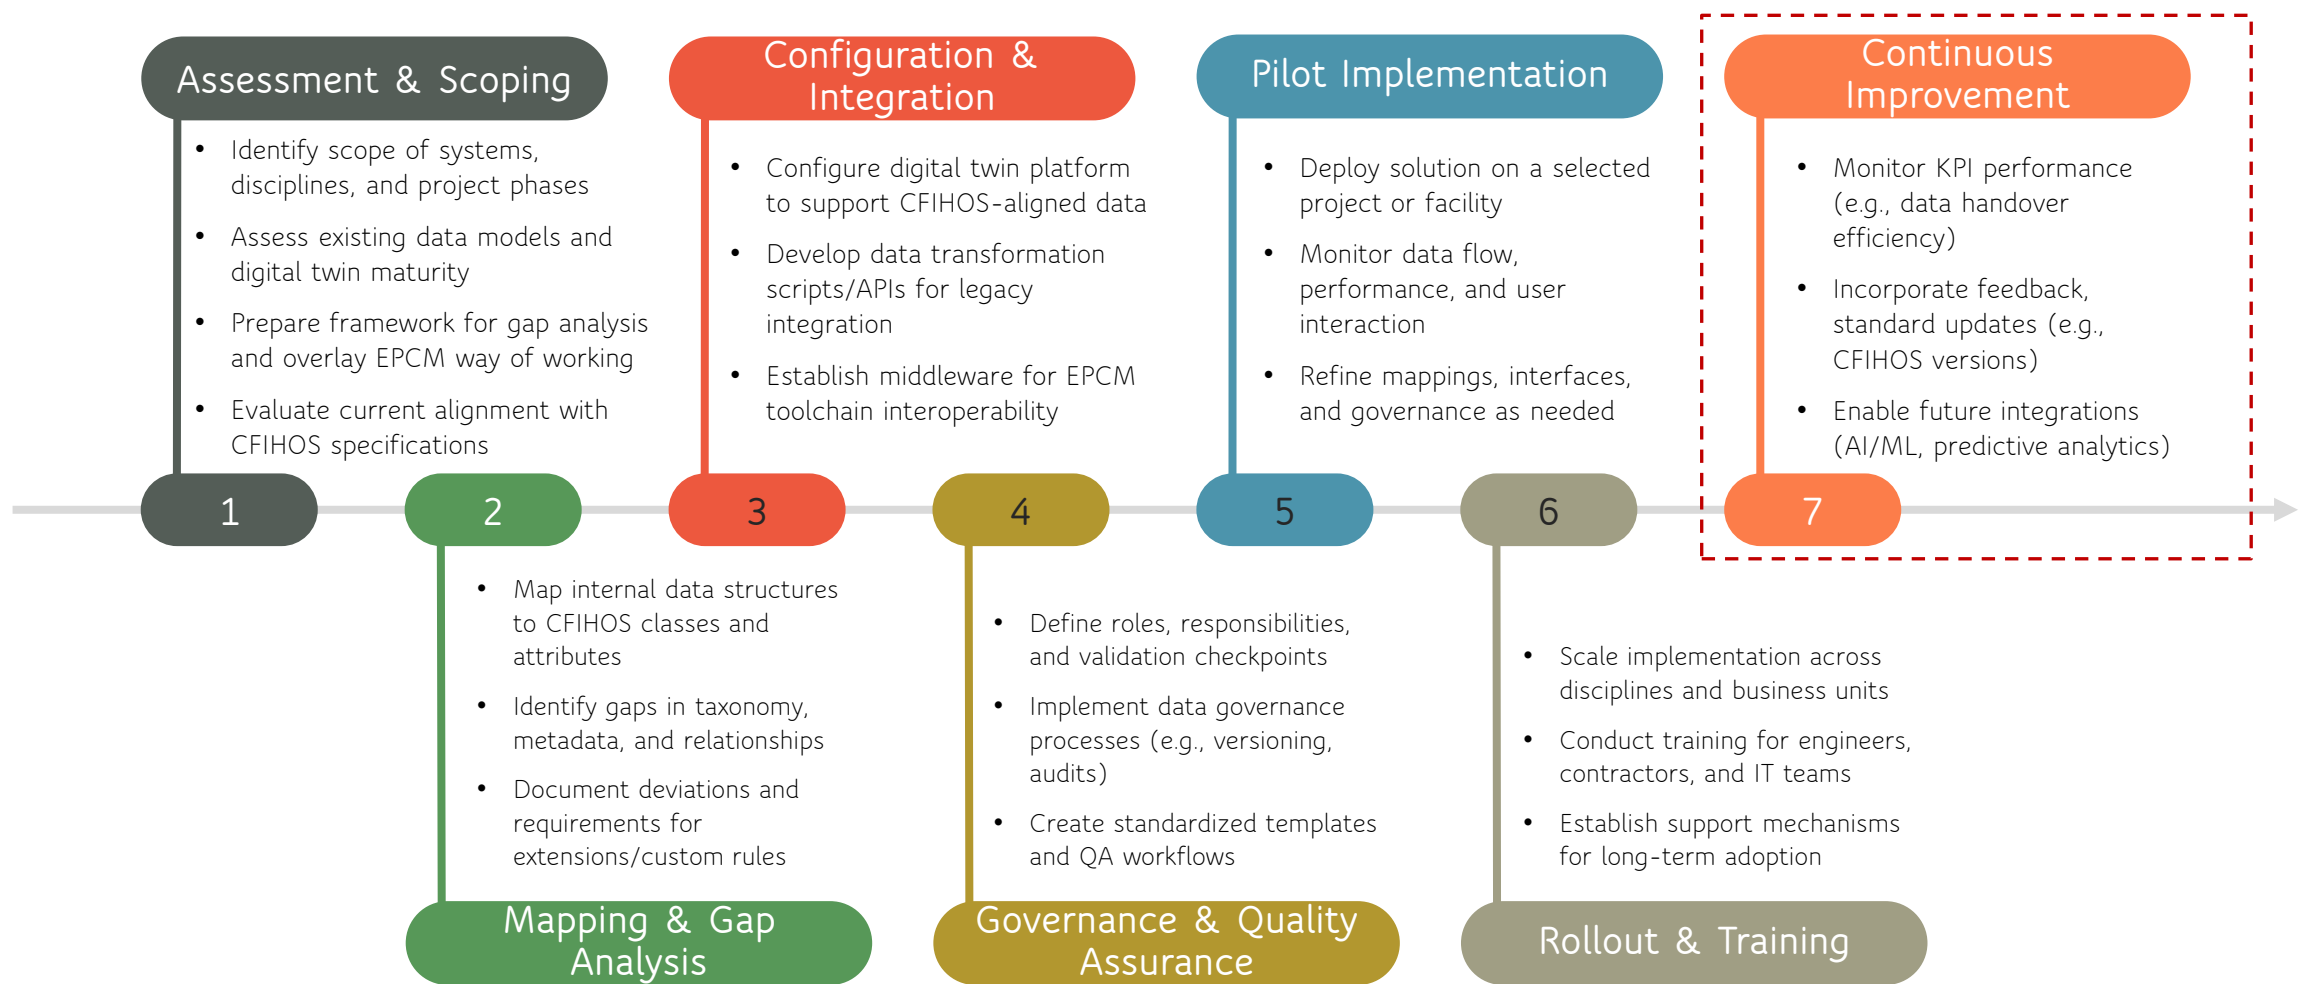 Assessment & Scoping
• Identify scope of systems,
disciplines, and project phases
• Assess existing data models and
digital twin maturity
• Prepare framework for gap analysis
and overlay EPCM way of working
• Evaluate current alignment with
CFIHOS specifications
1
2
• Map internal data structures
to CFIHOS classes and
attributes
• Identify gaps in taxonomy,
metadata, and relationships
• Document deviations and
requirements for
extensions/custom rules
Mapping & Gap
Analysis
Configuration &
Integration
• Configure digital twin platform
to support CFIHOS-aligned data
• Develop data transformation
scripts/APIs for legacy
integration
• Establish middleware for EPCM
toolchain interoperability
3
4
• Define roles, responsibilities,
and validation checkpoints
• Implement data governance
processes (e.g., versioning,
audits)
• Create standardized templates
and QA workflows
Governance & Quality
Assurance
Pilot Implementation
• Deploy solution on a selected
project or facility
• Monitor data flow,
performance, and user
interaction
• Refine mappings, interfaces,
and governance as needed
5
6
• Scale implementation across
disciplines and business units
• Conduct training for engineers,
contractors, and IT teams
• Establish support mechanisms
for long-term adoption
Rollout & Training
Continuous
Improvement
• Monitor KPI performance
(e.g., data handover
efficiency)
• Incorporate feedback,
standard updates (e.g.,
CFIHOS versions)
• Enable future integrations
(AI/ML, predictive analytics)
7